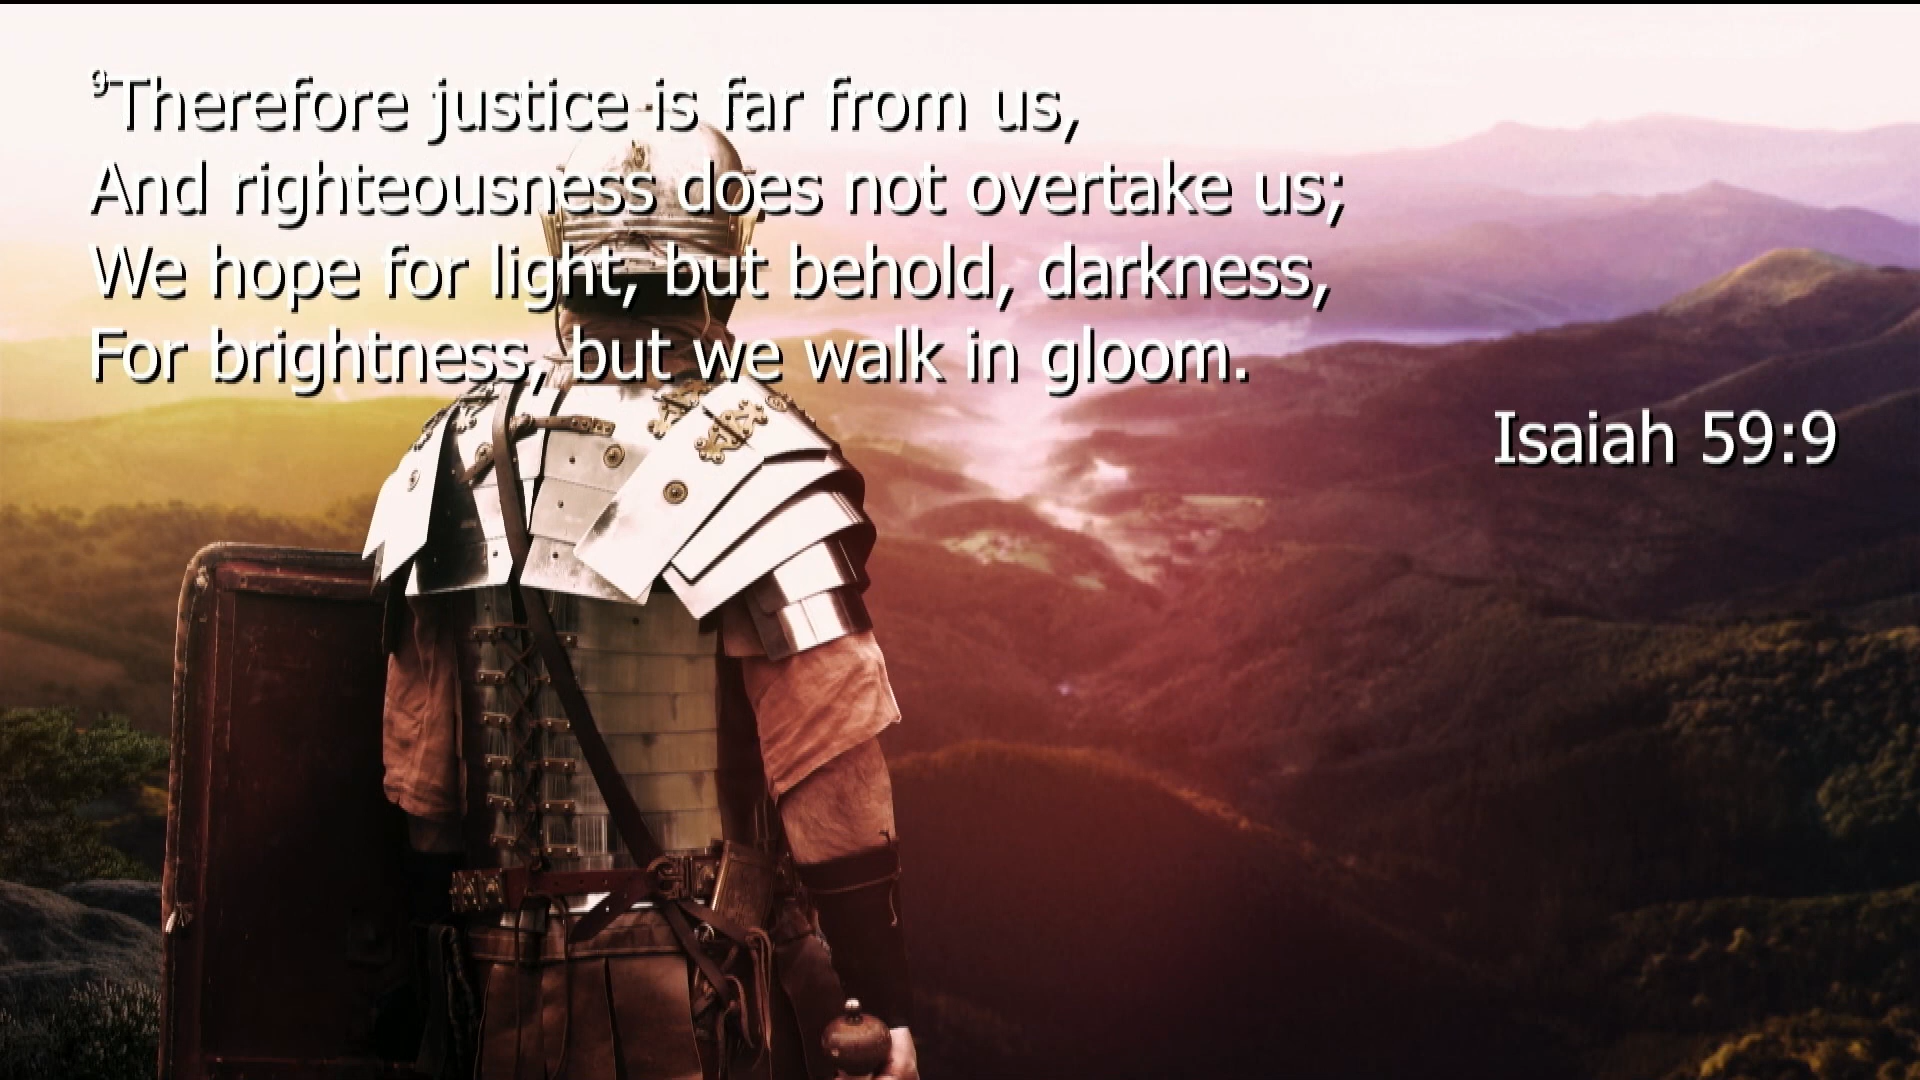 ⁹Therefore justice is far from us,
And righteousness does not overtake us;
We hope for light, but behold, darkness,
For brightness, but we walk in gloom.
Isaiah 59:9